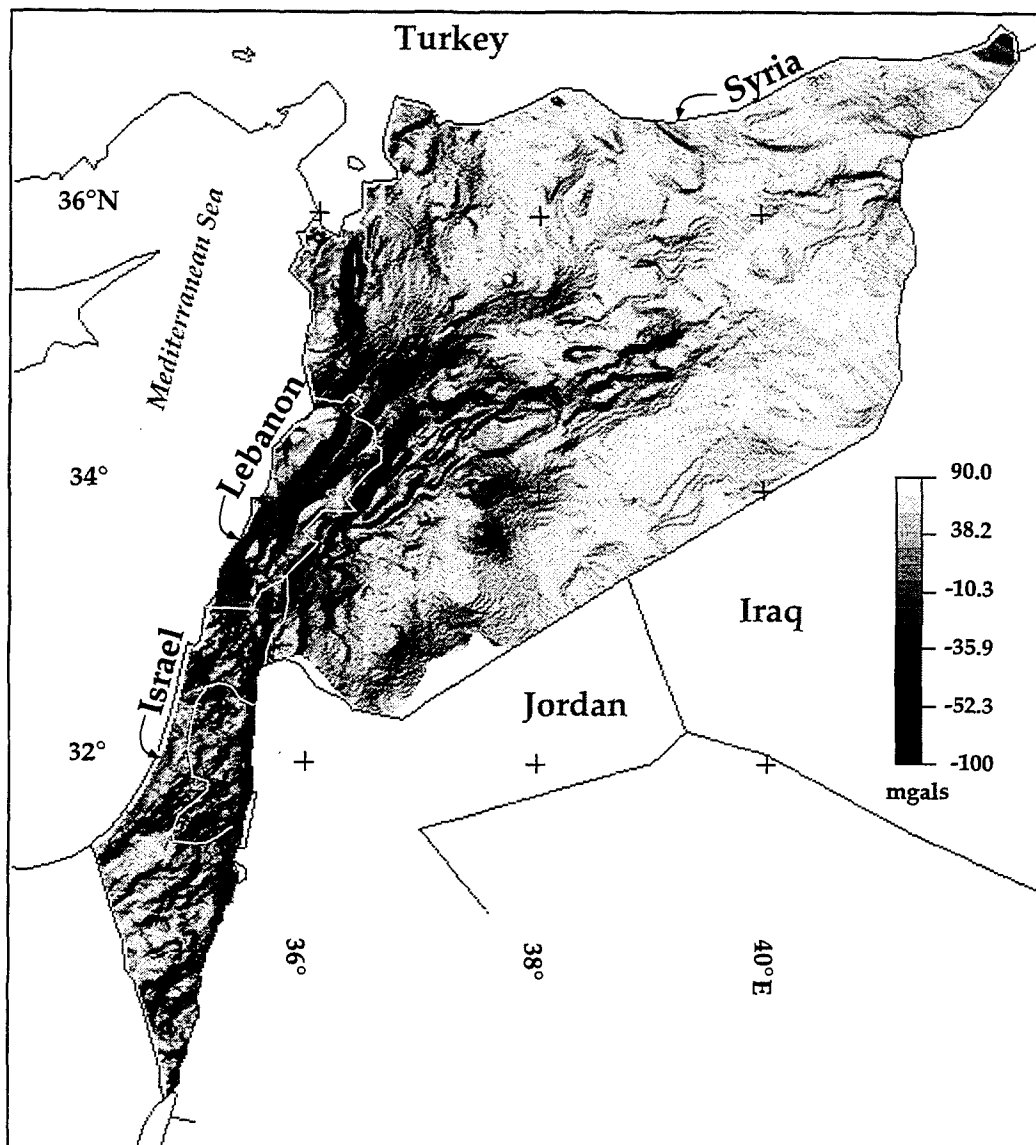 Turkey
Syria
36°N
Mediterranean Sea
Lebanon
34°
90.0
38.2
-10.3
-35.9
-52.3
-100
mgals
Iraq
Israel
Jordan
32°
36°
38°
40°E